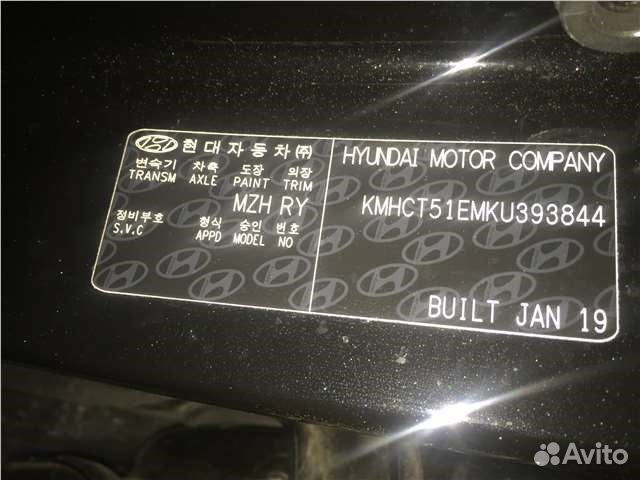 현대자동차㈜
변속기 차축 도장 외장
TRANSM AXLE PAINT TRIM
MZH RY
정비부호 형식 승인 번호
S.V.C APPD MODEL NO
HYUNDAI MOTOR COMPANY
KMHCT51EMKU393844
BUILT JAN 19
Avito